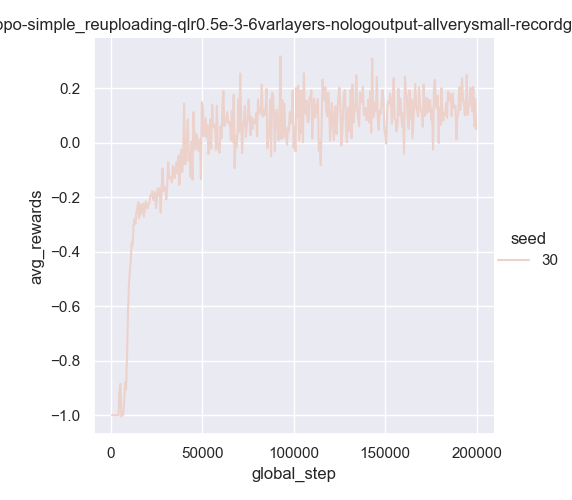 ppo-simple_reuploading-qlr0.5e-3-6varlayers-nologoutput-allverysmall-recordg
0.2
0.0
−0.2
−0.4
−0.6
−0.8
−1.0
avg_rewards
0 50000 100000 150000 200000
global_step
seed
30